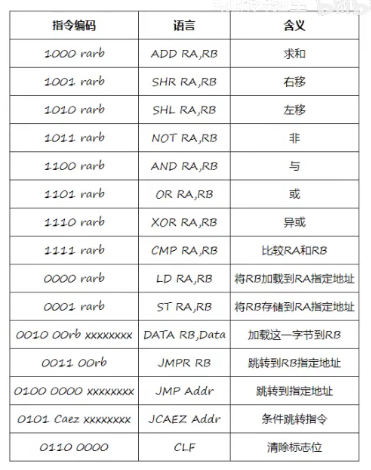 指令编码 语言 含义
1000 rarb ADD RA,RB 求和
1001 rarb SHR RA,RB 右移
1010 rarb SHL RA,RB 左移
1011 rarb NOT RA,RB 非
1100 rarb AND RA,RB 与
1101 rarb OR RA,RB 或
1110 rarb XOR RA,RB 异或
1111 rarb CMP RA,RB 比较RA和RB
0000 rarb LD RA,RB 将RB加载到RA指定地址
0001 rarb ST RA,RB 将RB存储到RA指定地址
0010 00rb xxxxxxxx DATA RB,Data 加载这一字节到RB
0011 00rb JMPR RB 跳转到RB指定地址
0100 0000 xxxxxxxx JMP Addr 跳转到指定地址
0101 Caez xxxxxxxx JCAEZ Addr 条件跳转指令
0110 0000 CLF 清除标志位